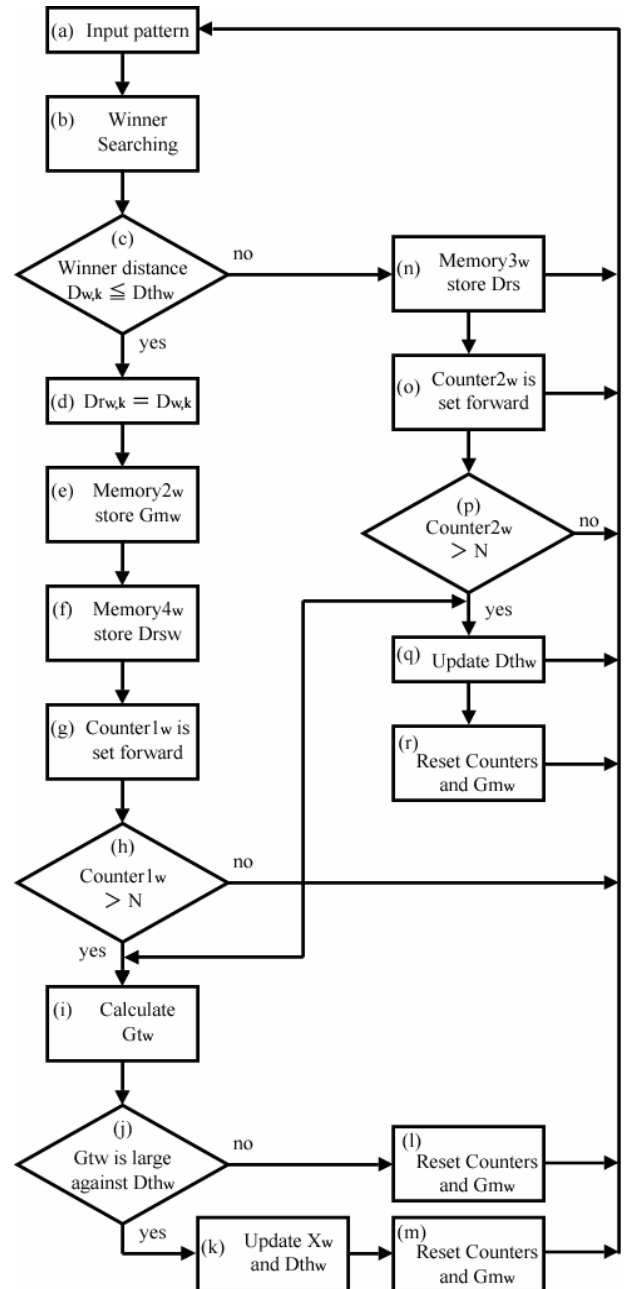 (a) Input pattern
(b) Winner
Searching
(c)
Winner distance
Dw,k ≦ Dthw
no
yes
(d) Drw,k = Dw,k
(e) Memory2w
store Gmw
(f) Memory4w
store Drsw
(g) Counter1w is
set forward
(h)
Counter1w
> N
no
yes
(i) Calculate
Gtw
(j)
Gtw is large
against Dthw
no
yes
(k) Update Xw
and Dthw
(l)
Reset Counters
and Gmw
(m)
Reset Counters
and Gmw
(n) Memory3w
store Drs
(o) Counter2w is
set forward
(p)
Counter2w
> N
no
yes
(q) Update Dthw
(r)
Reset Counters
and Gmw